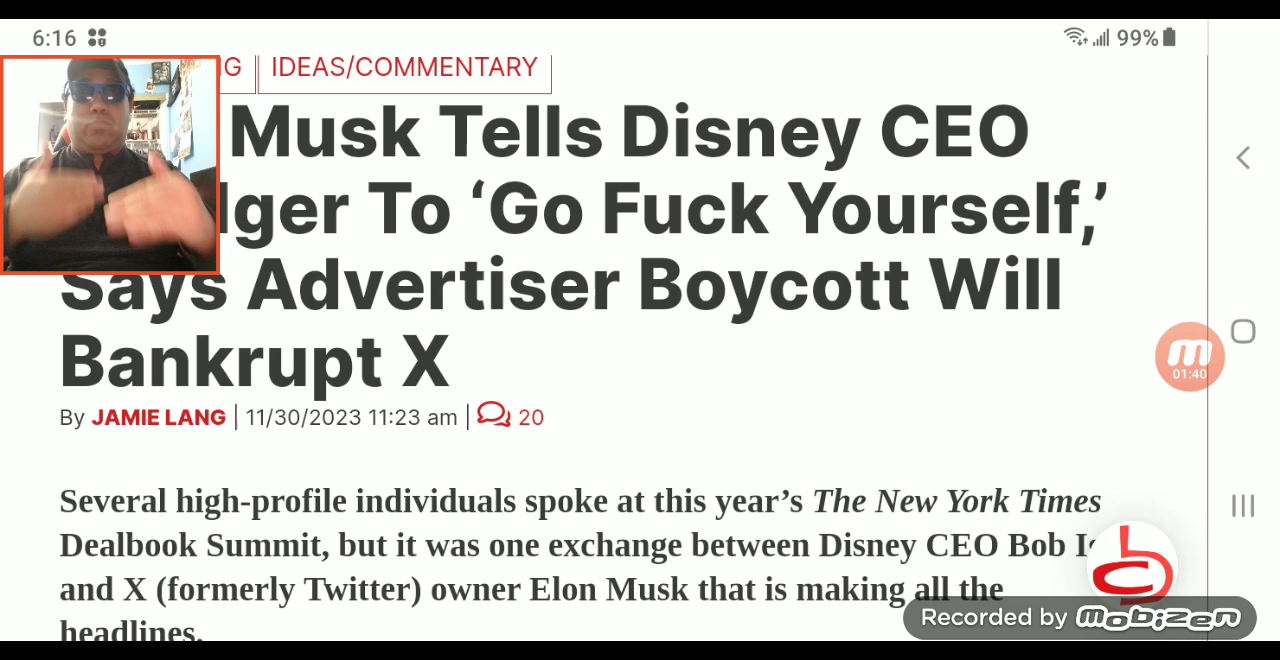 6:16
99%
G
IDEAS/COMMENTARY
Musk Tells Disney CEO
Iger To ‘Go Fuck Yourself,’
Says Advertiser Boycott Will
Bankrupt X
By JAMIE LANG | 11/30/2023 11:23 am | 20
Several high-profile individuals spoke at this year’s The New York Times
Dealbook Summit, but it was one exchange between Disney CEO Bob
and X (formerly Twitter) owner Elon Musk that is making all the
headlines.
01:40
Recorded by mobizen